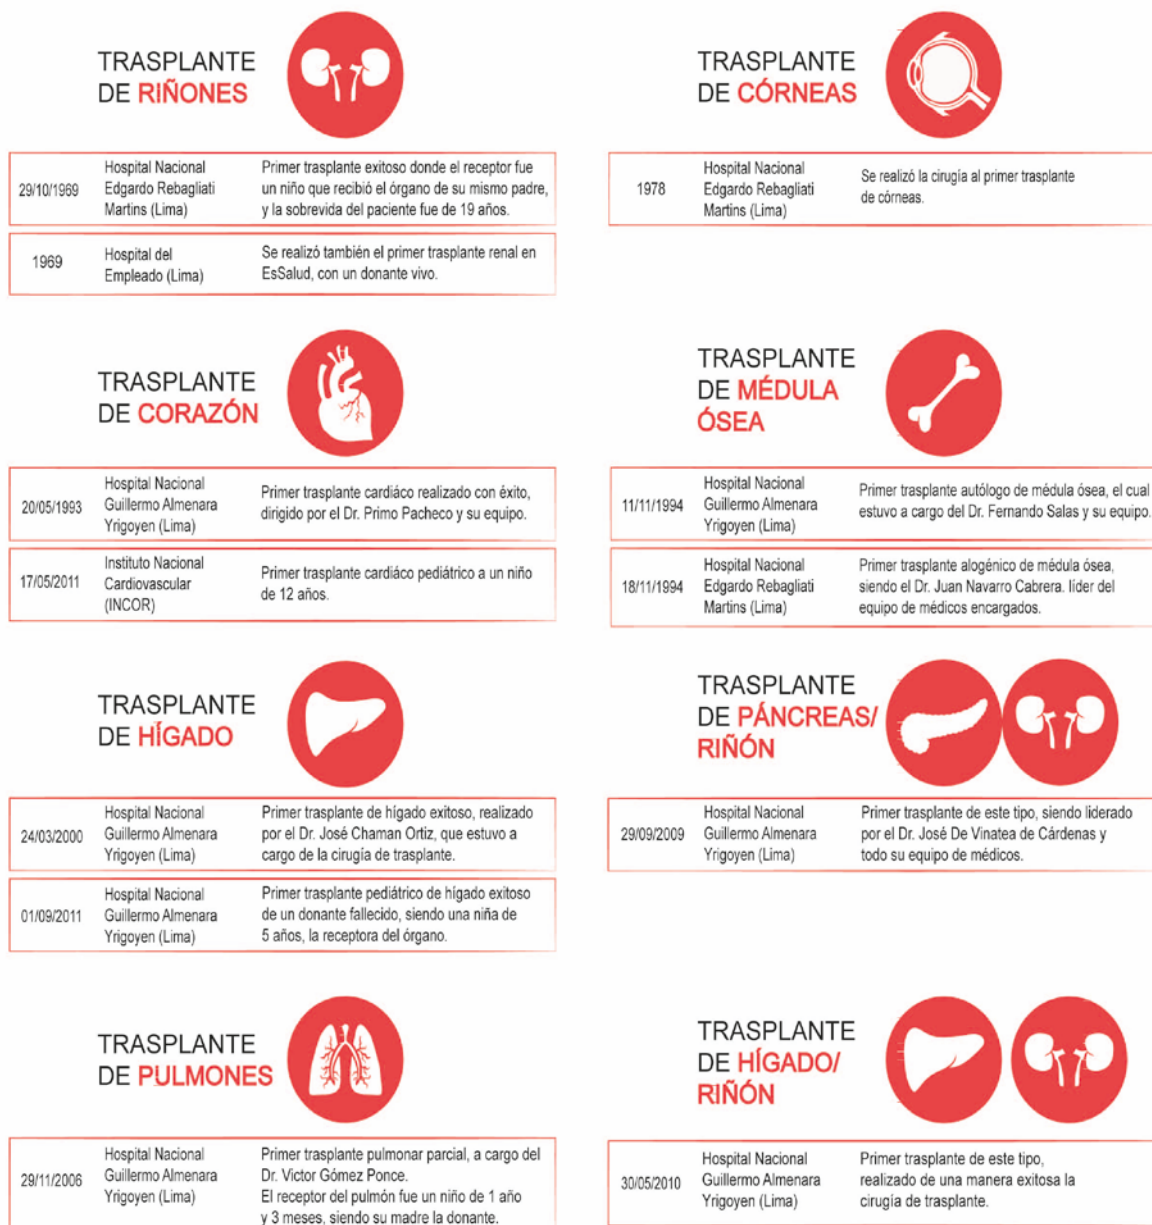 TRASPLANTE
DE RIÑONES
29/10/1969
Hospital Nacional
Edgardo Rebagliati
Martins (Lima)
Primer trasplante exitoso donde el receptor fue
un niño que recibió el órgano de su mismo padre,
y la sobrevida del paciente fue de 19 años.
1969
Hospital del
Empleado (Lima)
Se realizó también el primer trasplante renal en
EsSalud, con un donante vivo.
TRASPLANTE
DE CÓRNEAS
1978
Hospital Nacional
Edgardo Rebagliati
Martins (Lima)
Se realizó la cirugía al primer trasplante
de córneas.
TRASPLANTE
DE CORAZÓN
20/05/1993
Hospital Nacional
Guillermo Almenara
Yrigoyen (Lima)
Primer trasplante cardiáco realizado con éxito,
dirigido por el Dr. Primo Pacheco y su equipo.
17/05/2011
Instituto Nacional
Cardiovascular
(INCOR)
Primer trasplante cardiáco pediátrico a un niño
de 12 años.
TRASPLANTE
DE MÉDULA
ÓSEA
11/11/1994
Hospital Nacional
Guillermo Almenara
Yrigoyen (Lima)
Primer trasplante autólogo de médula ósea, el cual
estuvo a cargo del Dr. Fernando Salas y su equipo.
18/11/1994
Hospital Nacional
Edgardo Rebagliati
Martins (Lima)
Primer trasplante alogénico de médula ósea,
siendo el Dr. Juan Navarro Cabrera. líder del
equipo de médicos encargados.
TRASPLANTE
DE HÍGADO
24/03/2000
Hospital Nacional
Guillermo Almenara
Yrigoyen (Lima)
Primer trasplante de hígado exitoso, realizado
por el Dr. José Chaman Ortiz, que estuvo a
cargo de la cirugía de trasplante.
01/09/2011
Hospital Nacional
Guillermo Almenara
Yrigoyen (Lima)
Primer trasplante pediátrico de hígado exitoso
de un donante fallecido, siendo una niña de
5 años, la receptora del órgano.
TRASPLANTE
DE PÁNCREAS/
RIÑÓN
29/09/2009
Hospital Nacional
Guillermo Almenara
Yrigoyen (Lima)
Primer trasplante de este tipo, siendo liderado
por el Dr. José De Vinatea de Cárdenas y
todo su equipo de médicos.
TRASPLANTE
DE PULMONES
29/11/2006
Hospital Nacional
Guillermo Almenara
Yrigoyen (Lima)
Primer trasplante pulmonar parcial, a cargo del
Dr. Victor Gómez Ponce.
El receptor del pulmón fue un niño de 1 año
y 3 meses, siendo su madre la donante.
TRASPLANTE
DE HÍGADO/
RIÑÓN
30/05/2010
Hospital Nacional
Guillermo Almenara
Yrigoyen (Lima)
Primer trasplante de este tipo,
realizado de una manera exitosa la
cirugía de trasplante.